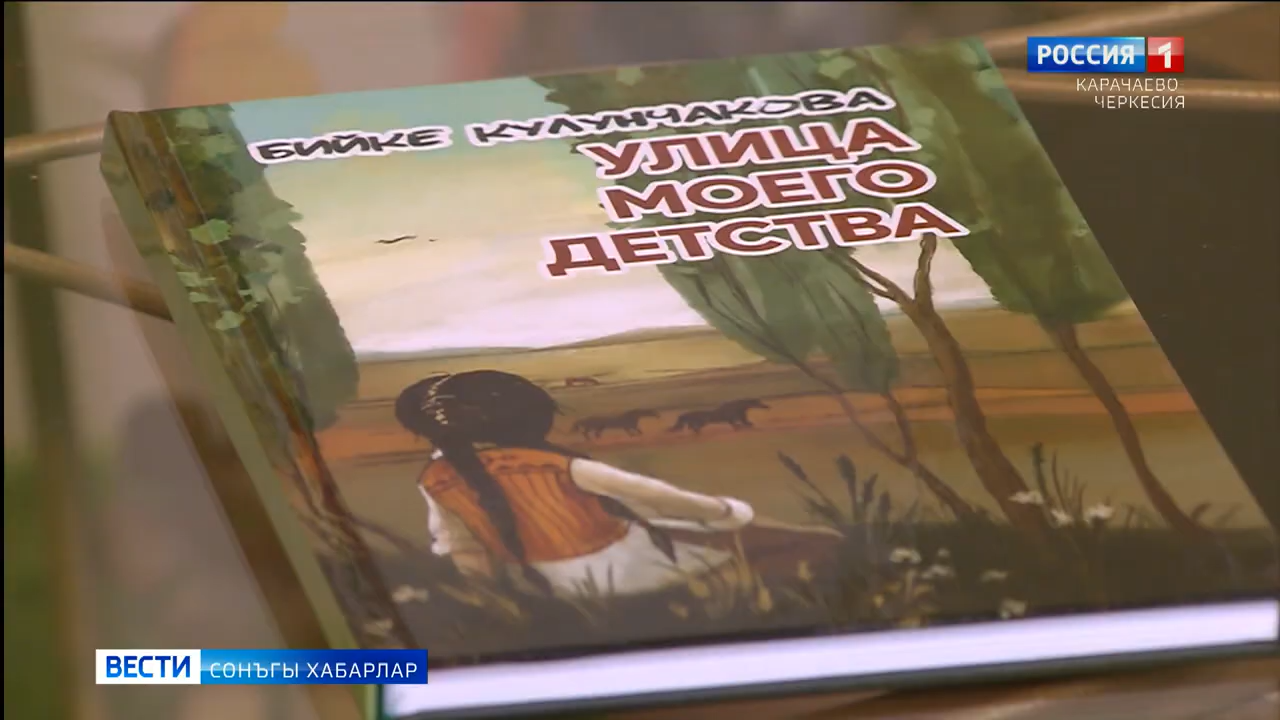 РОССИЯ 1
КАРАЧАЕВО
ЧЕРКЕСИЯ
БИЙКЕ КУЛУНЧАКОВА
УЛИЦА
МОЕГО
ДЕТСТВА
ВЕСТИ СОНЪГЫ ХАБАРЛАР